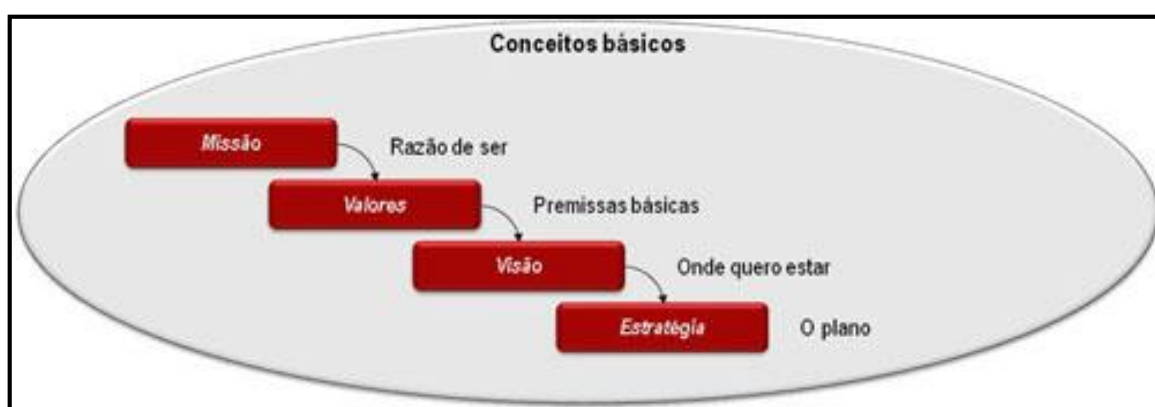 Conceitos básicos
Missão
Razão de ser
Valores
Premissas básicas
Visão
Onde quero estar
Estratégia
O plano